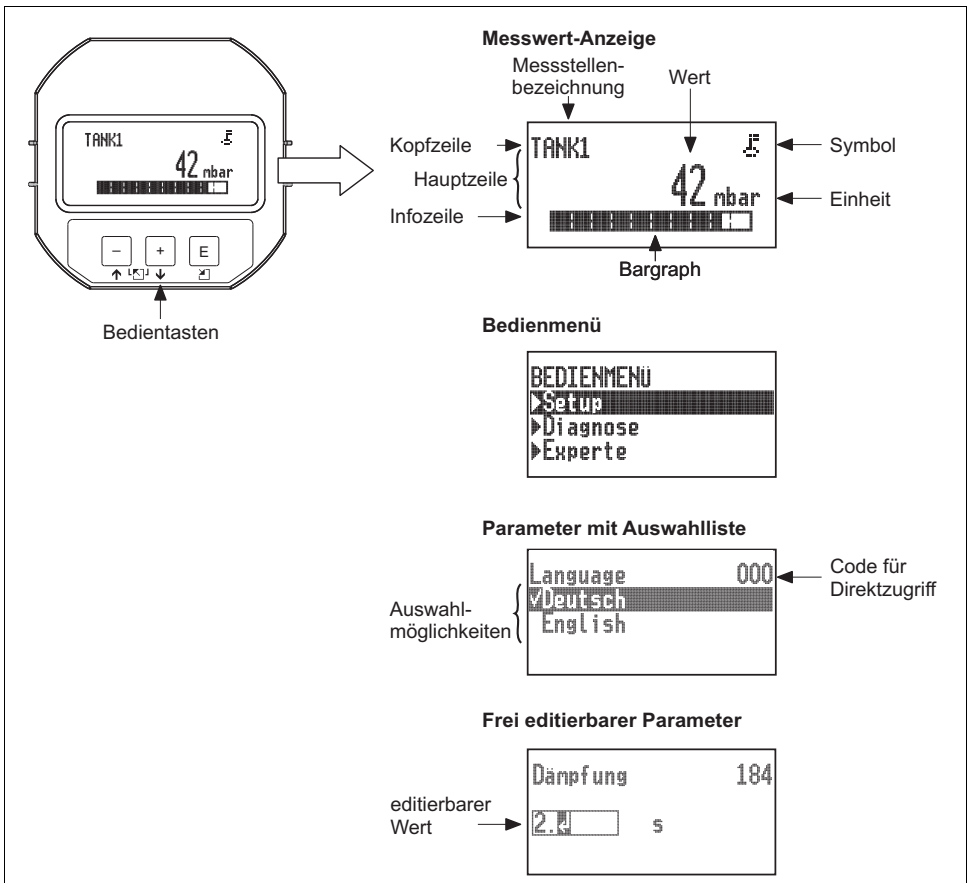 TANK1
42 mbar
– + E
Bedientasten
Messwert-Anzeige
Messstellen-
bezeichnung
Wert
Kopfzeile
Hauptzeile
Infozeile
TANK1
42 mbar
Symbol
Einheit
Bargraph
Bedienmenü
BEDIENMENÜ
Setup
Diagnose
Experte
Parameter mit Auswahlliste
Language 000
Deutsch
English
Code für
Direktzugriff
Auswahl-
möglichkeiten
Frei editierbarer Parameter
Dämpfung 184
2. s
editierbarer
Wert